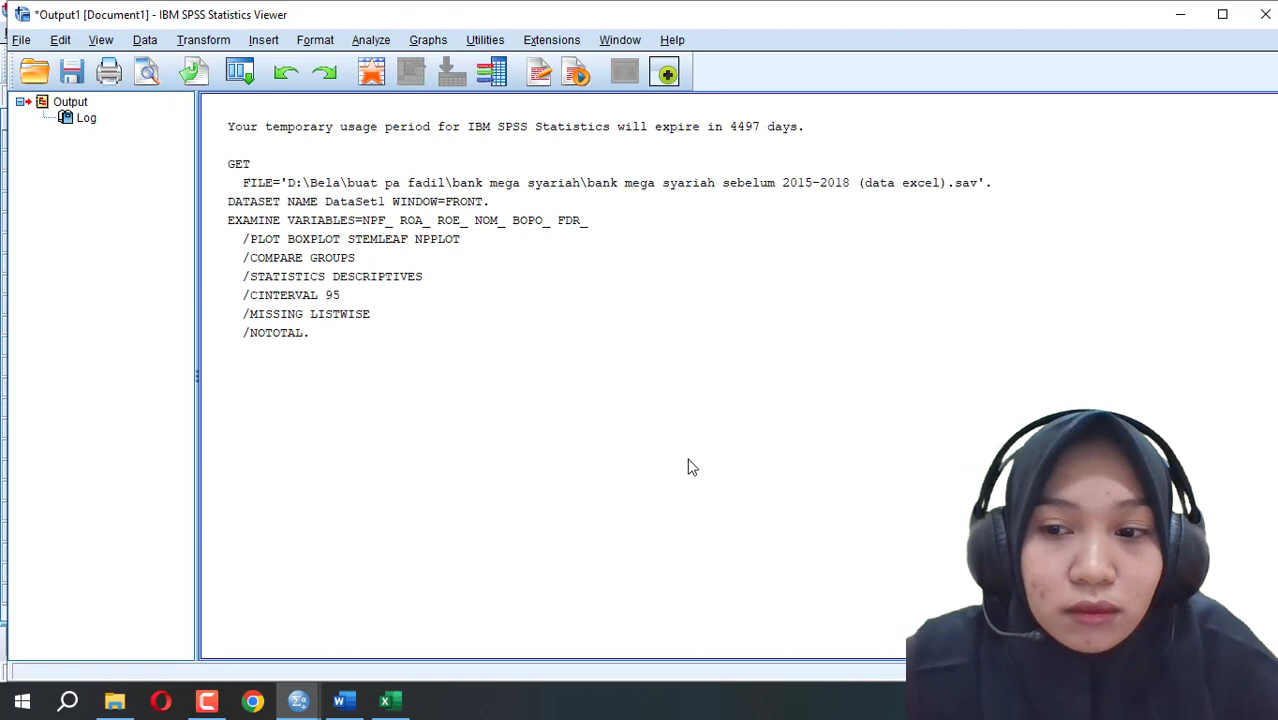 *Output1 [Document1] - IBM SPSS Statistics Viewer
File Edit View Data Transform Insert Format Analyze Graphs Utilities Extensions Window Help
Output
Log
Your temporary usage period for IBM SPSS Statistics will expire in 4497 days.
GET
FILE='D:\Bela\buat pa fadil\bank mega syariah\bank mega syariah sebelum 2015-2018 (data excel).sav'.
DATASET NAME DataSet1 WINDOW=FRONT.
EXAMINE VARIABLES=NPF_ ROA_ ROE_ NOM_ BOPO_ FDR_
/PLOT BOXPLOT STEMLEAF NPPLOT
/COMPARE GROUPS
/STATISTICS DESCRIPTIVES
/CINTERVAL 95
/MISSING LISTWISE
/NOTOTAL.